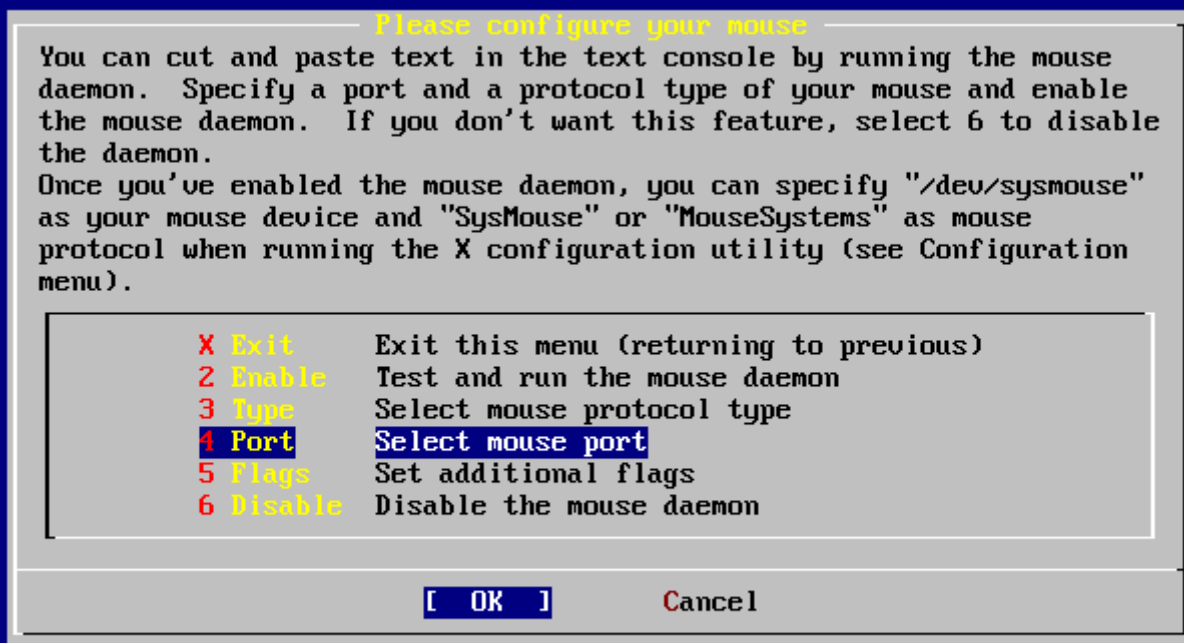 Please configure your mouse
You can cut and paste text in the text console by running the mouse
daemon.  Specify a port and a protocol type of your mouse and enable
the mouse daemon.  If you don't want this feature, select 6 to disable
the daemon.
Once you've enabled the mouse daemon, you can specify "/dev/sysmouse"
as your mouse device and "SysMouse" or "MouseSystems" as mouse
protocol when running the X configuration utility (see Configuration
menu).
X Exit     Exit this menu (returning to previous)
2 Enable   Test and run the mouse daemon
3 Type     Select mouse protocol type
4 Port     Select mouse port
5 Flags    Set additional flags
6 Disable  Disable the mouse daemon
[  OK  ]       Cancel